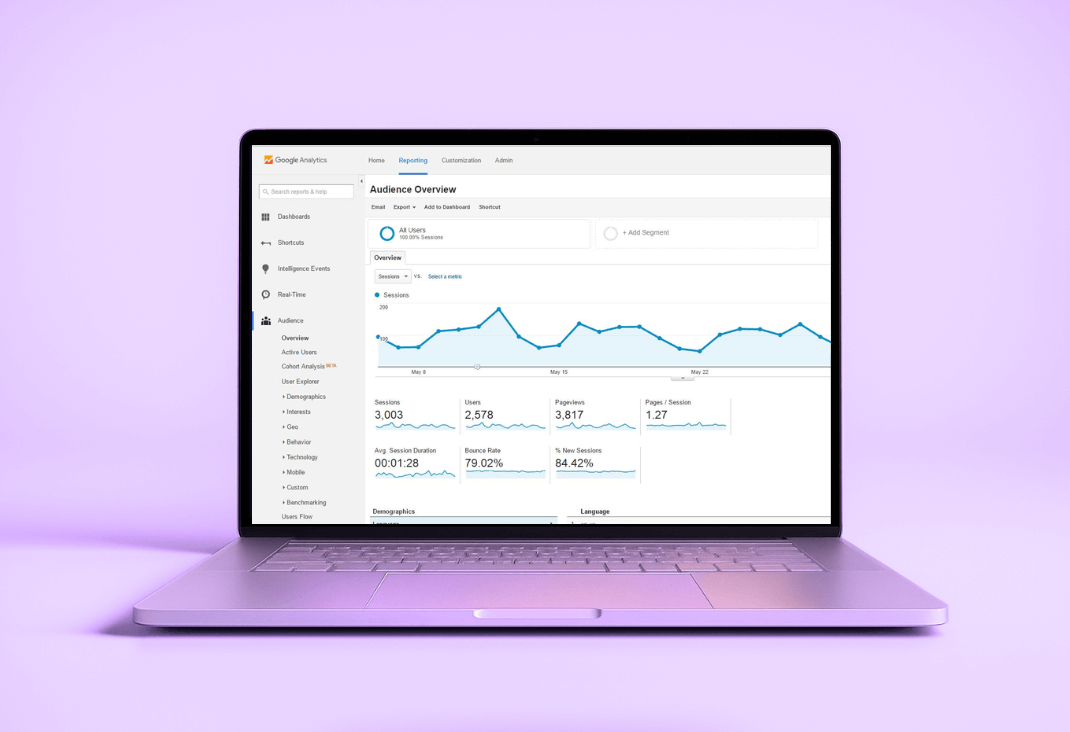 Google Analytics
Home Reporting Customization Admin
Search reports & help
Dashboards
Shortcuts
Intelligence Events
Real-Time
Audience
Overview
Active Users
Cohort Analysis BETA
User Explorer
Demographics
Interests
Geo
Behavior
Technology
Mobile
Custom
Benchmarking
Users Flow
Audience Overview
Email Export Add to Dashboard Shortcut
All Users
100.00% Sessions
+ Add Segment
Overview
Sessions VS. Select a metric
Sessions
200
100
May 8 May 15 May 22
Sessions Users Pageviews Pages / Session
3,003 2,578 3,817 1.27
Avg. Session Duration Bounce Rate % New Sessions
00:01:28 79.02% 84.42%
Demographics Language
Language